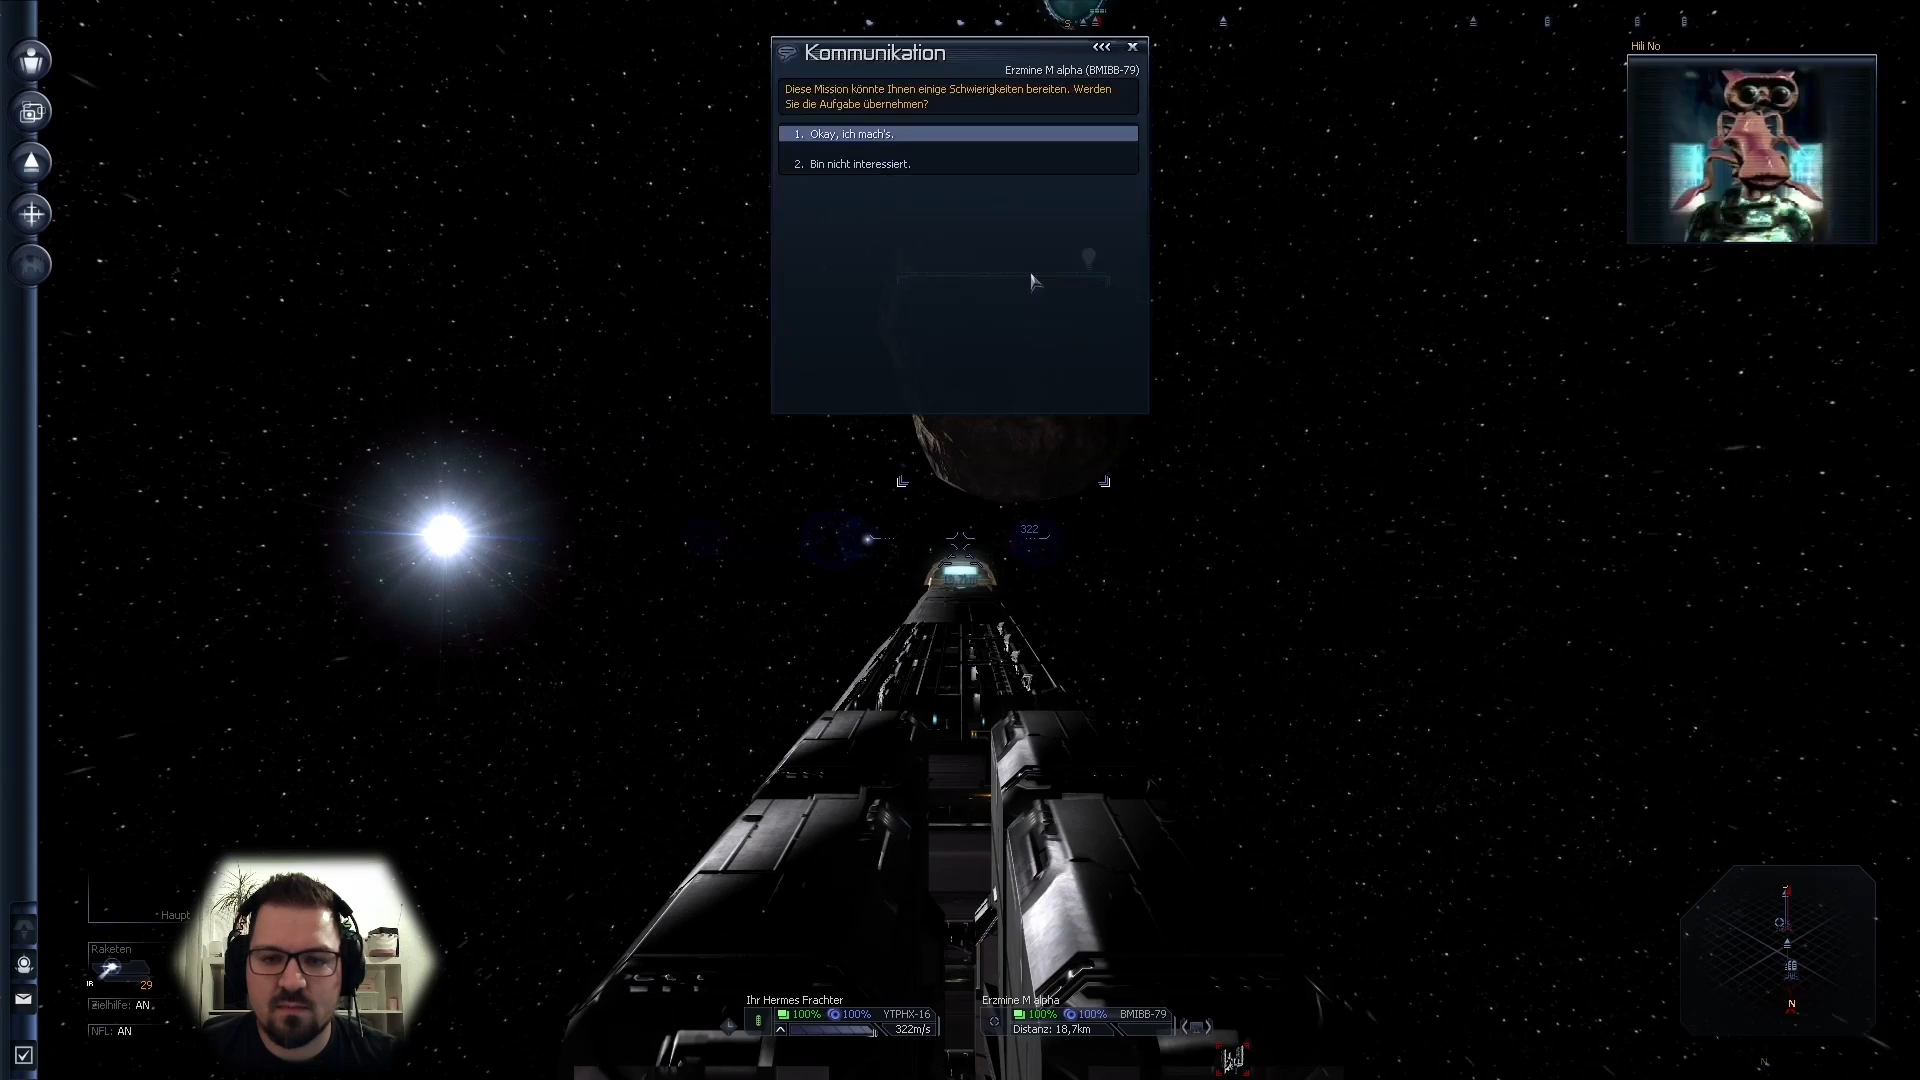 Kommunikation
Erzmine M alpha (BMIBB-79)
Diese Mission könnte Ihnen einige Schwierigkeiten bereiten. Werden
Sie die Aufgabe übernehmen?
1. Okay, ich mach's.
2. Bin nicht interessiert.
Hili No
322
Haupt
Raketen
29
Zielhilfe: AN
NFL: AN
Ihr Hermes Frachter
100% 100% YTPHX-16
322m/s
Erzmine M alpha
100% 100% BMIBB-79
Distanz: 18,7km
N
N